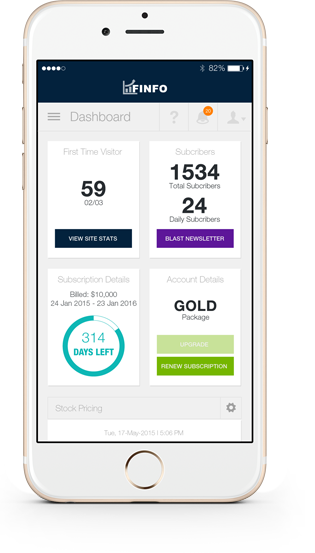 82%
FINFO
Dashboard
?
First Time Visitor
59
02/03
VIEW SITE STATS
Subcribers
1534
Total Subcribers
24
Daily Subcribers
BLAST NEWSLETTER
Subscription Details
Billed: $10,000
24 Jan 2015 - 23 Jan 2016
314
DAYS LEFT
Account Details
GOLD
Package
UPGRADE
RENEW SUBSCRIPTION
Stock Pricing
Tue, 17-May-2015 | 5:06 PM